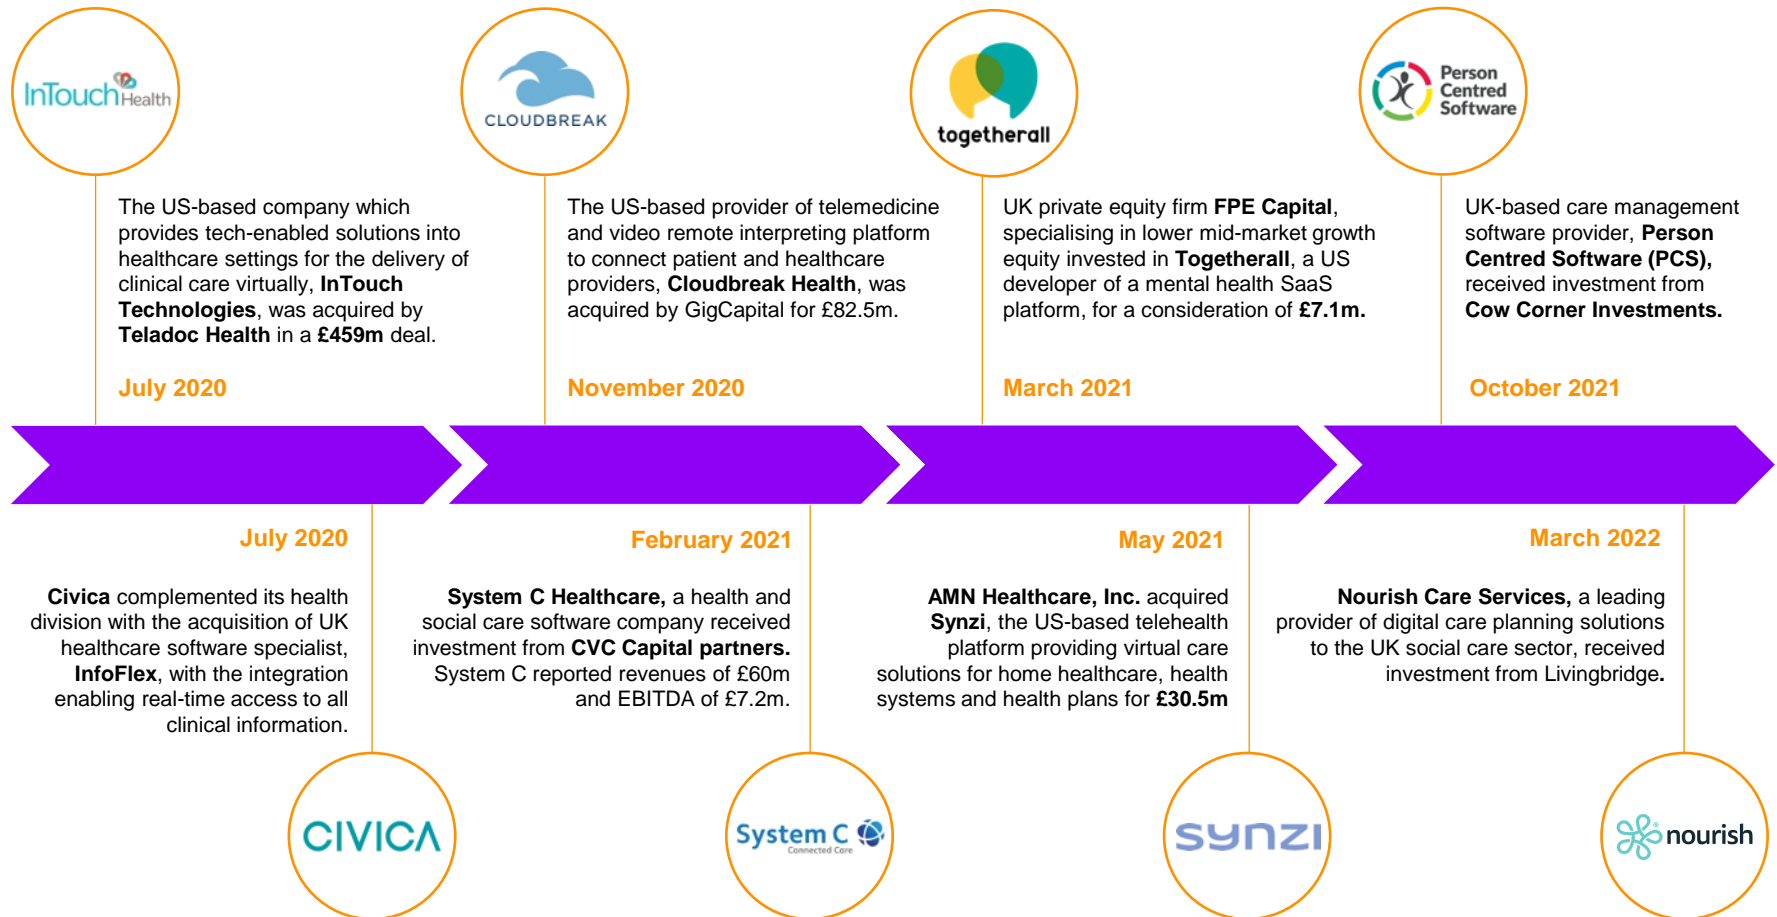 InTouch Health
CLOUDBREAK
togetherall
Person
Centred
Software
The US-based company which
provides tech-enabled solutions into
healthcare settings for the delivery of
clinical care virtually, InTouch
Technologies, was acquired by
Teladoc Health in a £459m deal.
July 2020
The US-based provider of telemedicine
and video remote interpreting platform
to connect patient and healthcare
providers, Cloudbreak Health, was
acquired by GigCapital for £82.5m.
November 2020
UK private equity firm FPE Capital,
specialising in lower mid-market growth
equity invested in Togetherall, a US
developer of a mental health SaaS
platform, for a consideration of £7.1m.
March 2021
UK-based care management
software provider, Person
Centred Software (PCS),
received investment from
Cow Corner Investments.
October 2021
July 2020
Civica complemented its health
division with the acquisition of UK
healthcare software specialist,
InfoFlex, with the integration
enabling real-time access to all
clinical information.
February 2021
System C Healthcare, a health and
social care software company received
investment from CVC Capital partners.
System C reported revenues of £60m
and EBITDA of £7.2m.
May 2021
AMN Healthcare, Inc. acquired
Synzi, the US-based telehealth
platform providing virtual care
solutions for home healthcare, health
systems and health plans for £30.5m
March 2022
Nourish Care Services, a leading
provider of digital care planning solutions
to the UK social care sector, received
investment from Livingbridge.
CIVICA
System C
Connected Care
SYNZI
nourish